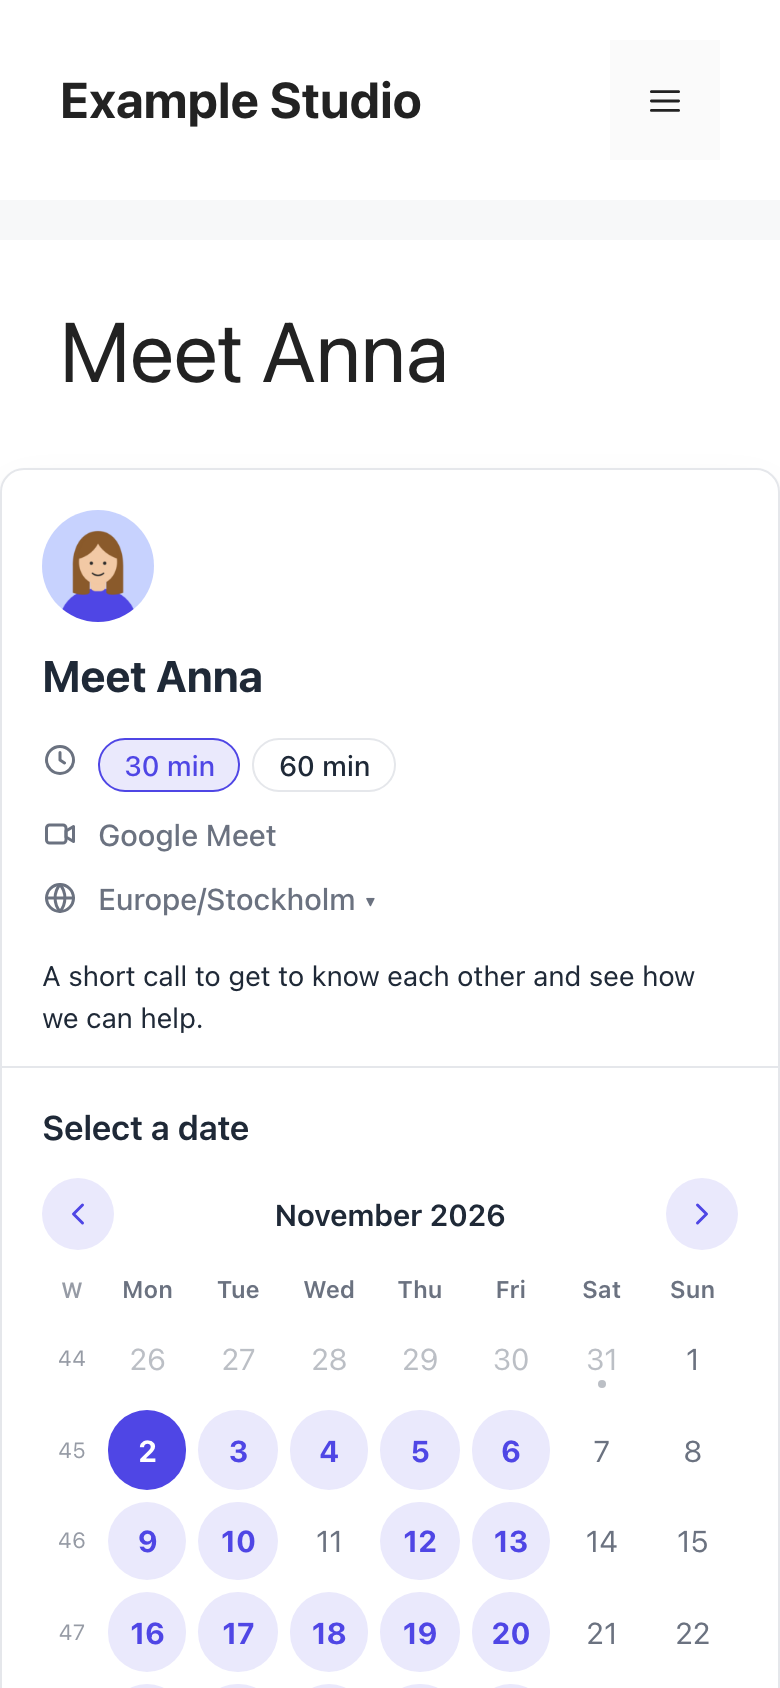 Example Studio
Meet Anna
Meet Anna
30 min 60 min
Google Meet
Europe/Stockholm ▾
A short call to get to know each other and see how
we can help.
Select a date
November 2026
W Mon Tue Wed Thu Fri Sat Sun
44 26 27 28 29 30 31 1
45 2 3 4 5 6 7 8
46 9 10 11 12 13 14 15
47 16 17 18 19 20 21 22